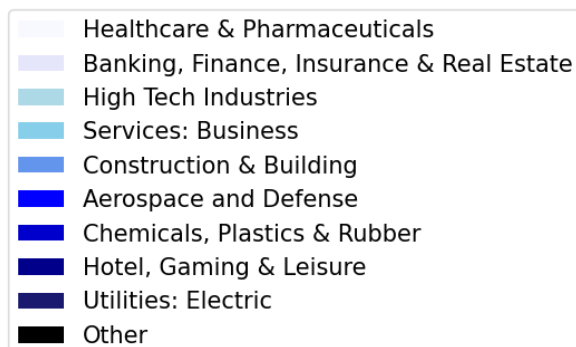 Healthcare & Pharmaceuticals
Banking, Finance, Insurance & Real Estate
High Tech Industries
Services: Business
Construction & Building
Aerospace and Defense
Chemicals, Plastics & Rubber
Hotel, Gaming & Leisure
Utilities: Electric
Other